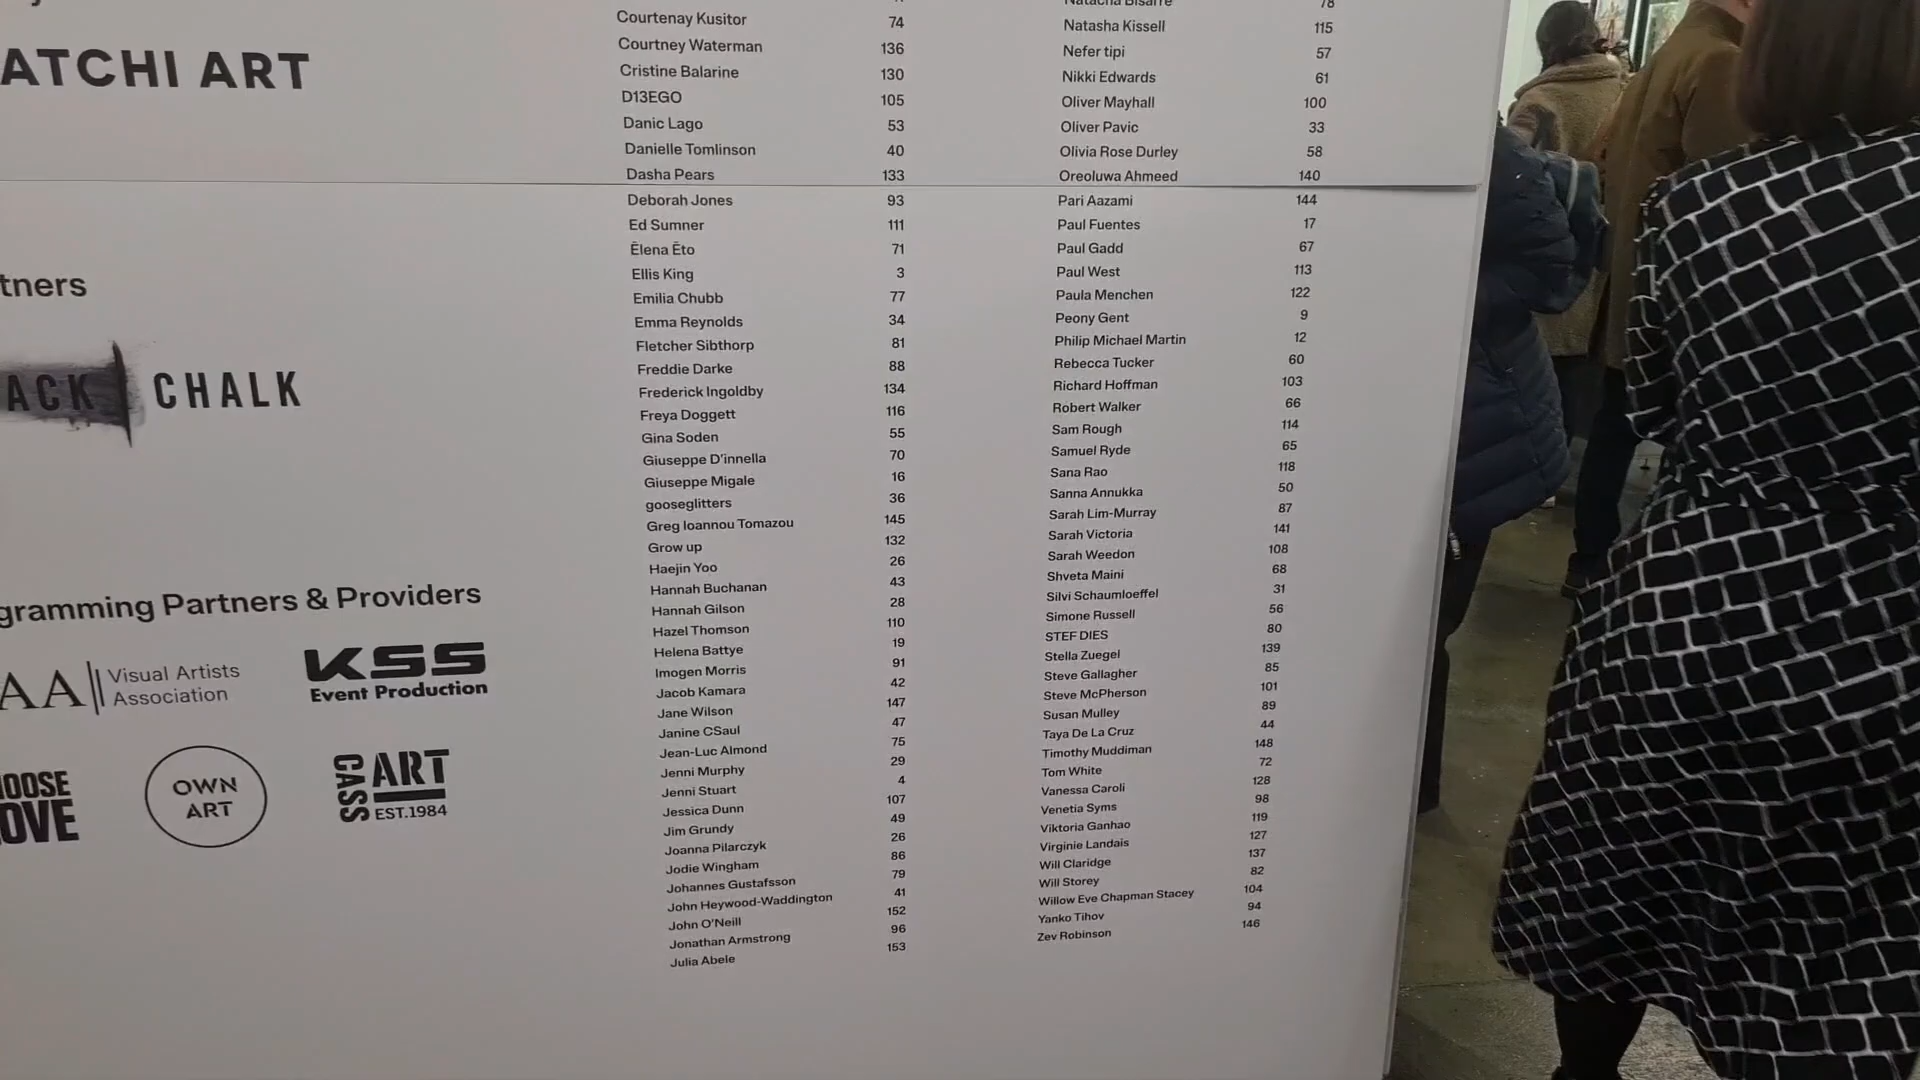 ATCHI ART
tners
ACK CHALK
gramming Partners & Providers
AA Visual Artists
Association
KSS
Event Production
OOSE
OVE
OWN
ART
CASS ART
EST.1984
Courtenay Kusitor 74
Courtney Waterman 136
Cristine Balarine 130
D13EGO 105
Danic Lago 53
Danielle Tomlinson 40
Dasha Pears 133
Deborah Jones 93
Ed Sumner 111
Ēlena Ēto 71
Ellis King 3
Emilia Chubb 77
Emma Reynolds 34
Fletcher Sibthorp 81
Freddie Darke 88
Frederick Ingoldby 134
Freya Doggett 116
Gina Soden 55
Giuseppe D'innella 70
Giuseppe Migale 16
gooseglitters 36
Greg Ioannou Tomazou 145
Grow up 132
Haejin Yoo 26
Hannah Buchanan 43
Hannah Gilson 28
Hazel Thomson 110
Helena Battye 19
Imogen Morris 91
Jacob Kamara 42
Jane Wilson 147
Janine CSaul 47
Jean-Luc Almond 75
Jenni Murphy 29
Jenni Stuart 4
Jessica Dunn 107
Jim Grundy 49
Joanna Pilarczyk 26
Jodie Wingham 86
Johannes Gustafsson 79
John Heywood-Waddington 41
John O'Neill 152
Jonathan Armstrong 96
Julia Abele 153
Natacha Bisarre 78
Natasha Kissell 115
Nefer tipi 57
Nikki Edwards 61
Oliver Mayhall 100
Oliver Pavic 33
Olivia Rose Durley 58
Oreoluwa Ahmeed 140
Pari Aazami 144
Paul Fuentes 17
Paul Gadd 67
Paul West 113
Paula Menchen 122
Peony Gent 9
Philip Michael Martin 12
Rebecca Tucker 60
Richard Hoffman 103
Robert Walker 66
Sam Rough 114
Samuel Ryde 65
Sana Rao 118
Sanna Annukka 50
Sarah Lim-Murray 87
Sarah Victoria 141
Sarah Weedon 108
Shveta Maini 68
Silvi Schaumloeffel 31
Simone Russell 56
STEF DIES 80
Stella Zuegel 139
Steve Gallagher 85
Steve McPherson 101
Susan Mulley 89
Taya De La Cruz 44
Timothy Muddiman 148
Tom White 72
Vanessa Caroli 128
Venetia Syms 98
Viktoria Ganhao 119
Virginie Landais 127
Will Claridge 137
Will Storey 82
Willow Eve Chapman Stacey 104
Yanko Tihov 94
Zev Robinson 146